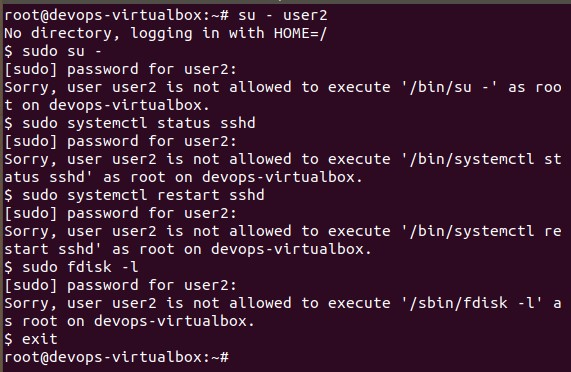 root@devops-virtualbox:~# su - user2
No directory, logging in with HOME=/
$ sudo su -
[sudo] password for user2:
Sorry, user user2 is not allowed to execute '/bin/su -' as roo
t on devops-virtualbox.
$ sudo systemctl status sshd
[sudo] password for user2:
Sorry, user user2 is not allowed to execute '/bin/systemctl st
atus sshd' as root on devops-virtualbox.
$ sudo systemctl restart sshd
[sudo] password for user2:
Sorry, user user2 is not allowed to execute '/bin/systemctl re
start sshd' as root on devops-virtualbox.
$ sudo fdisk -l
[sudo] password for user2:
Sorry, user user2 is not allowed to execute '/sbin/fdisk -l' a
s root on devops-virtualbox.
$ exit
root@devops-virtualbox:~#